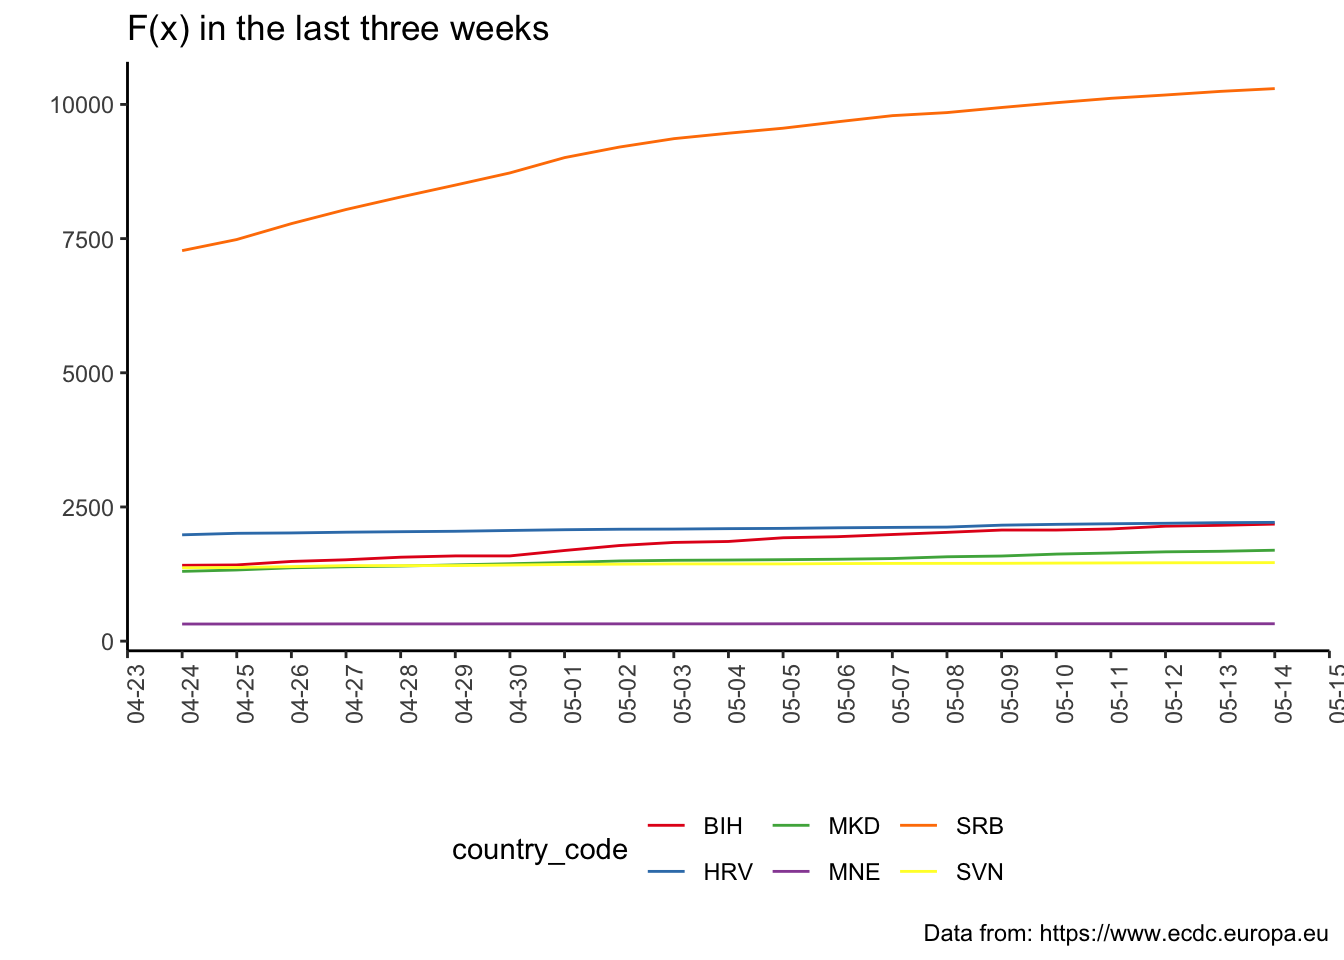 F(x) in the last three weeks
10000
7500
5000
2500
0
04-23 04-24 04-25 04-26 04-27 04-28 04-29 04-30 05-01 05-02 05-03 05-04 05-05 05-06 05-07 05-08 05-09 05-10 05-11 05-12 05-13 05-14 05-15
country_code
BIH MKD SRB
HRV MNE SVN
Data from: https://www.ecdc.europa.eu